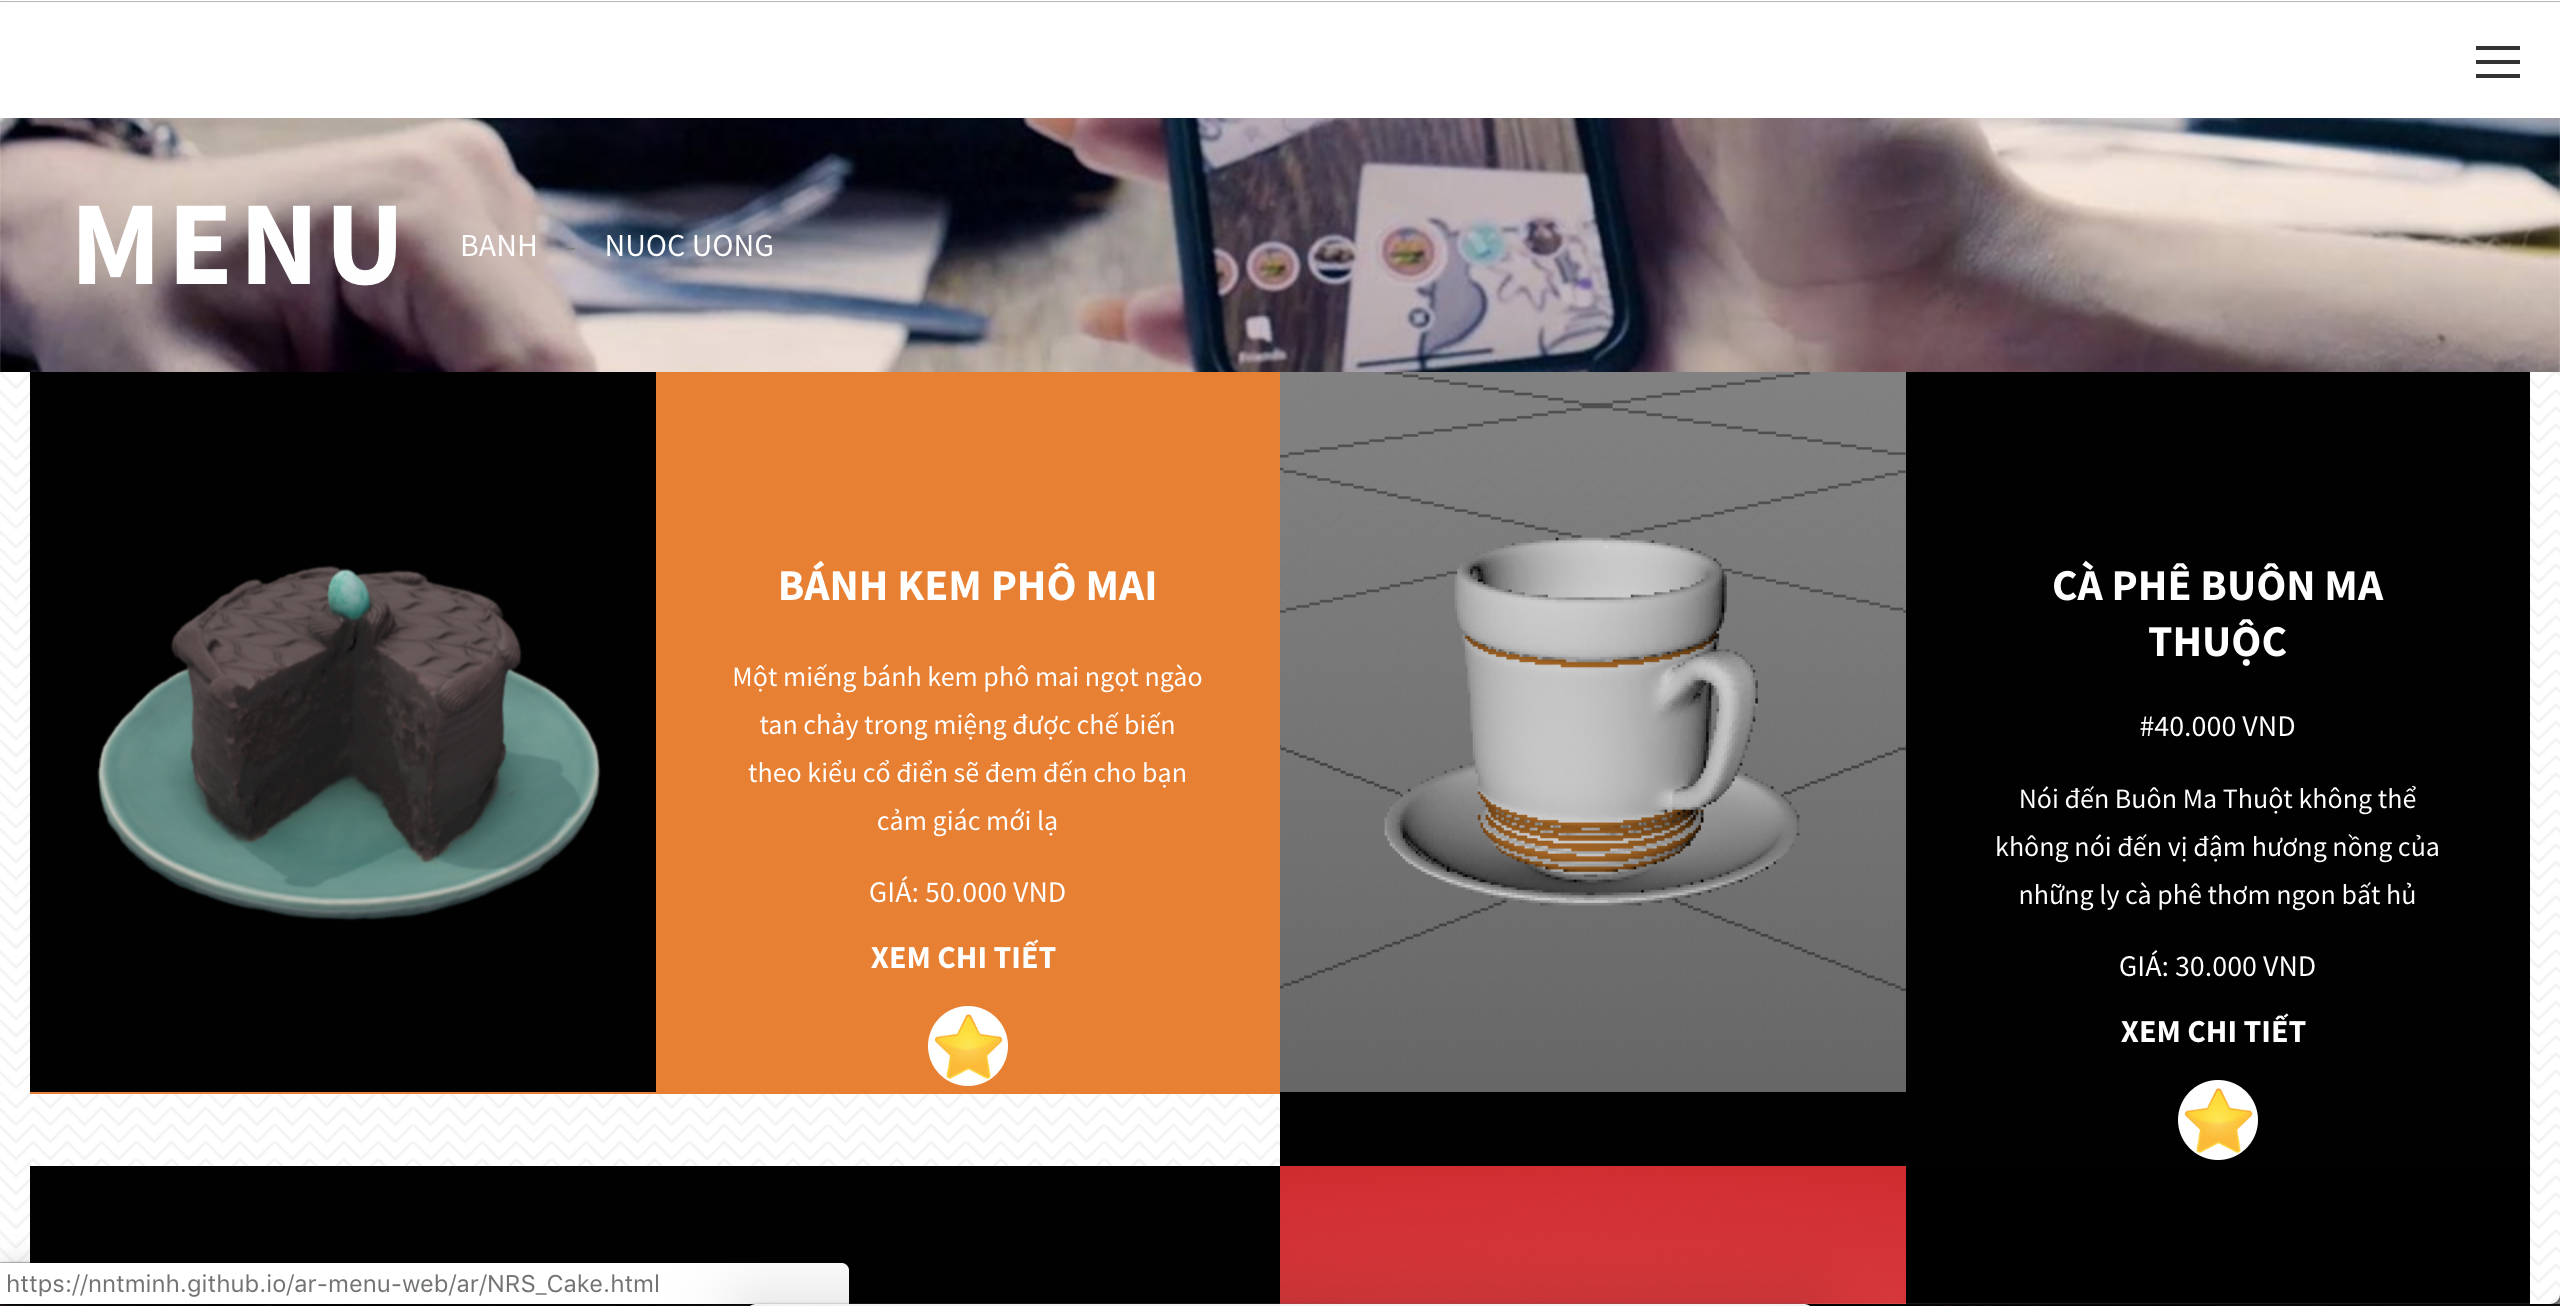 MENU
BANH
NUOC UONG
BÁNH KEM PHÔ MAI
Một miếng bánh kem phô mai ngọt ngào
tan chảy trong miệng được chế biến
theo kiểu cổ điển sẽ đem đến cho bạn
cảm giác mới lạ
GIÁ: 50.000 VND
XEM CHI TIẾT
CÀ PHÊ BUÔN MA
THUỘC
#40.000 VND
Nói đến Buôn Ma Thuột không thể
không nói đến vị đậm hương nồng của
những ly cà phê thơm ngon bất hủ
GIÁ: 30.000 VND
XEM CHI TIẾT
https://nntminh.github.io/ar-menu-web/ar/NRS_Cake.html